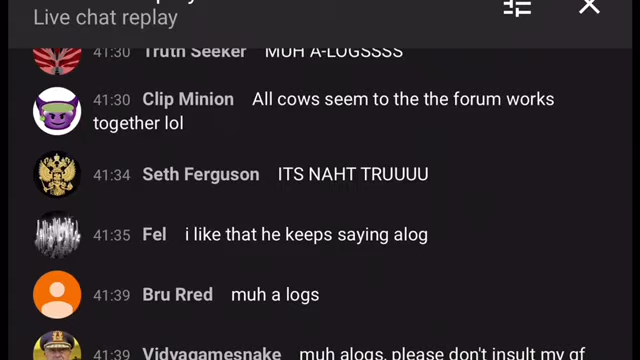 Live chat replay
41:30 Truth Seeker MUH A-LOGSSSS
41:30 Clip Minion All cows seem to the the forum works
together lol
41:34 Seth Ferguson ITS NAHT TRUUUU
41:35 Fel i like that he keeps saying alog
41:39 Bru Rred muh a logs
41:39 Vidyagamesnake muh alogs, please don't insult my gf